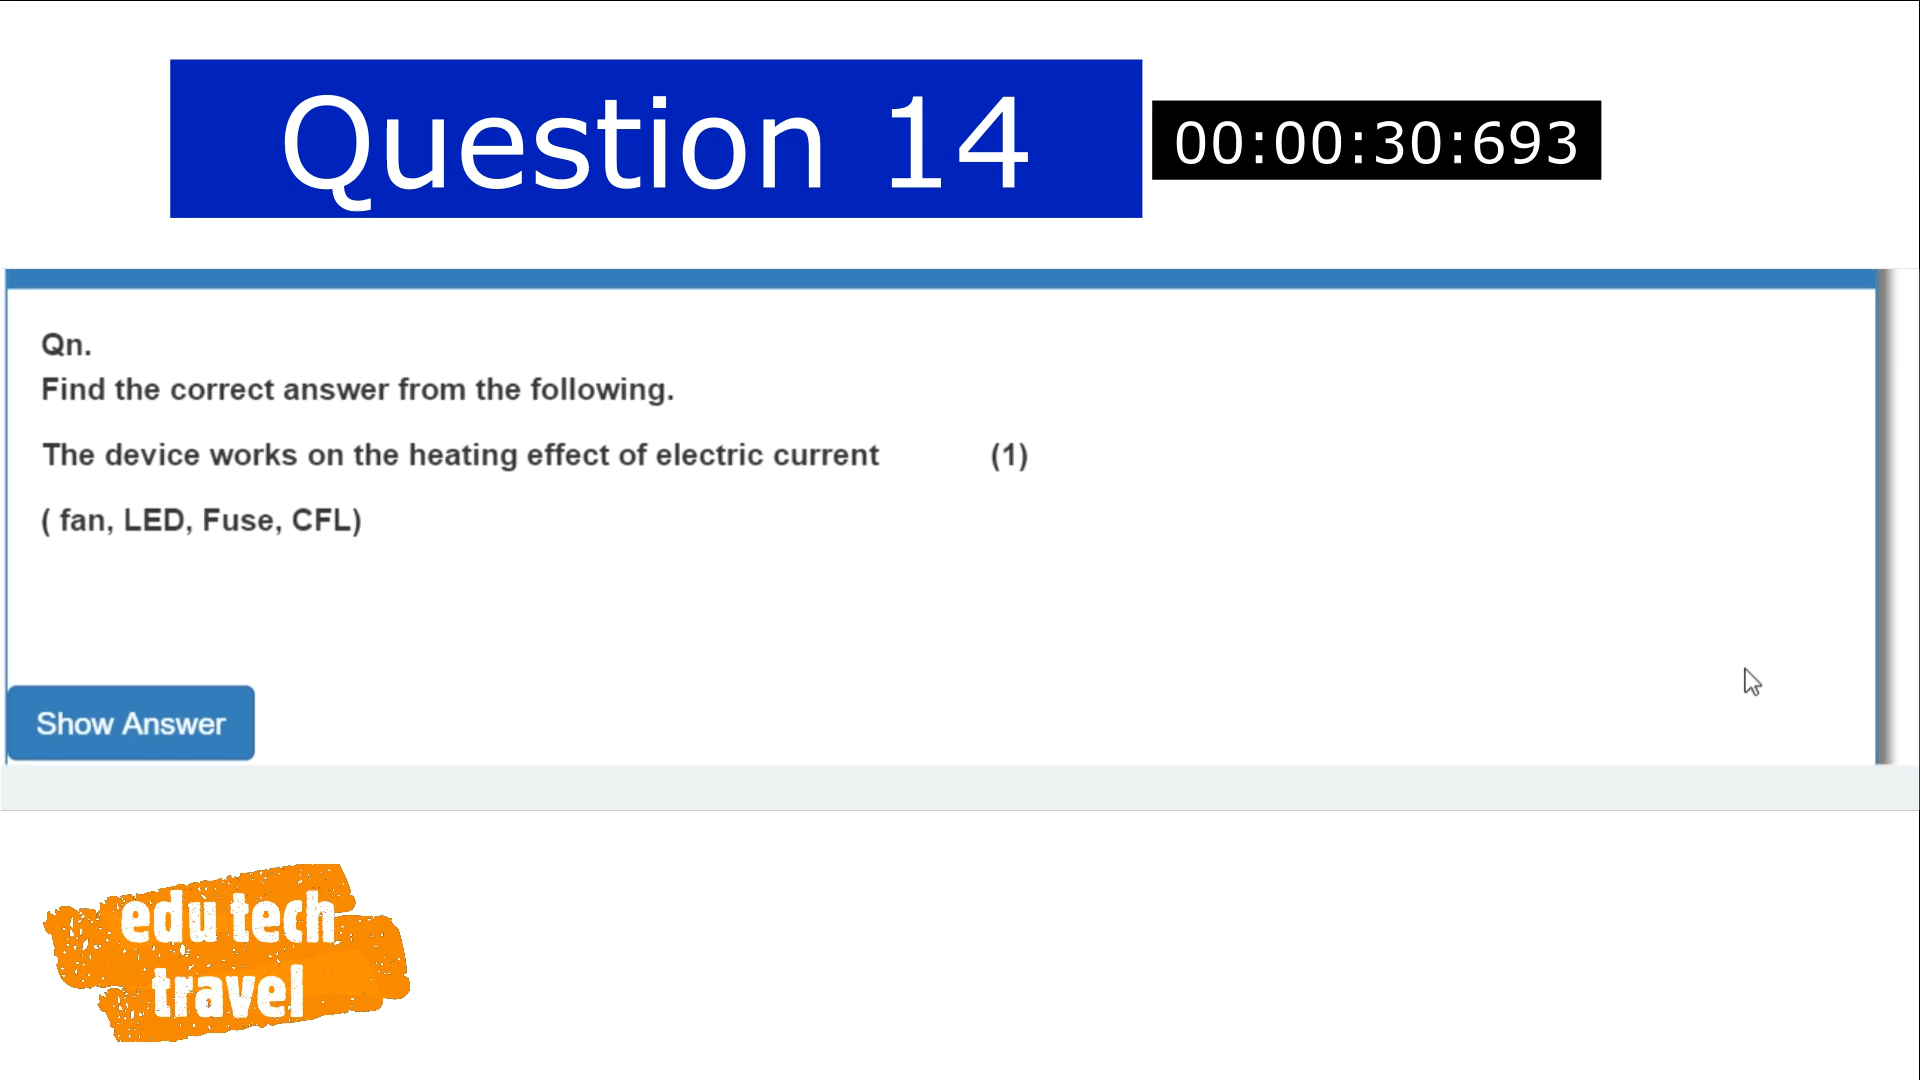 Question 14
00:00:30:693
Qn.
Find the correct answer from the following.
The device works on the heating effect of electric current (1)
( fan, LED, Fuse, CFL)
Show Answer
edu tech
travel